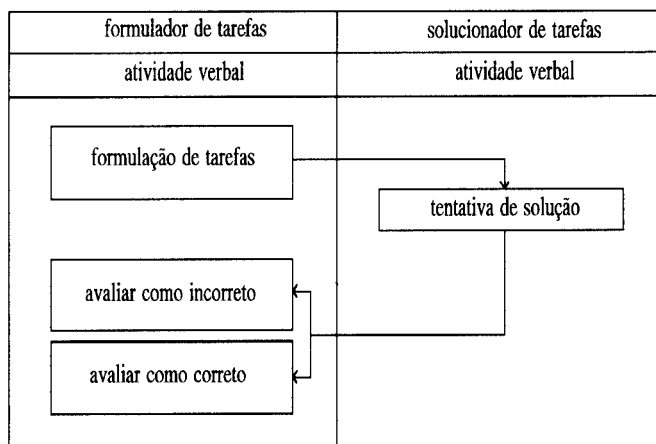 formulador de tarefas
solucionador de tarefas
atividade verbal
atividade verbal
formulação de tarefas
tentativa de solução
avaliar como incorreto
avaliar como correto